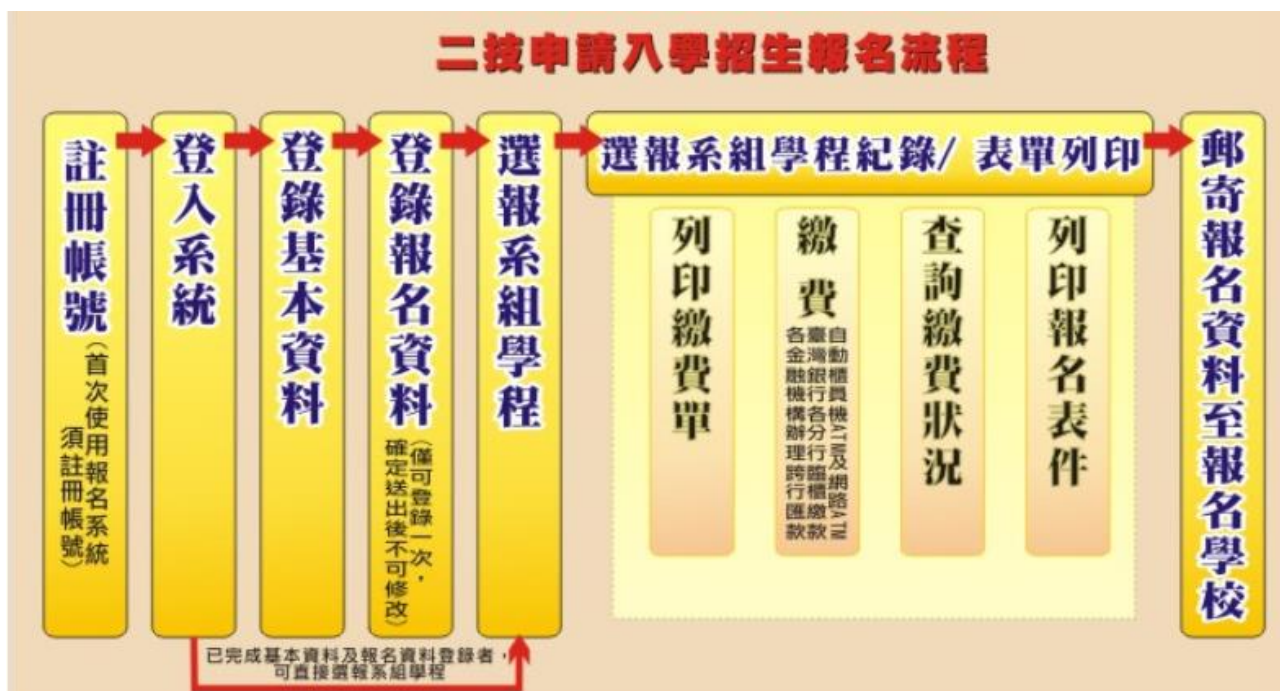 二技申請入學招生報名流程
註冊帳號
(首次使用報名系統
須註冊帳號)
登入系統
登錄基本資料
登錄報名資料
(僅可登錄一次，
確定送出後不可修改)
選報系組學程
已完成基本資料及報名資料登錄者，
可直接選報系組學程
選報系組學程紀錄/ 表單列印
列印繳費單
繳費
自動櫃員機ATM及網路ATM
臺灣銀行各分行臨櫃繳款
各金融機構辦理跨行匯款
查詢繳費狀況
列印報名表件
郵寄報名資料至報名學校